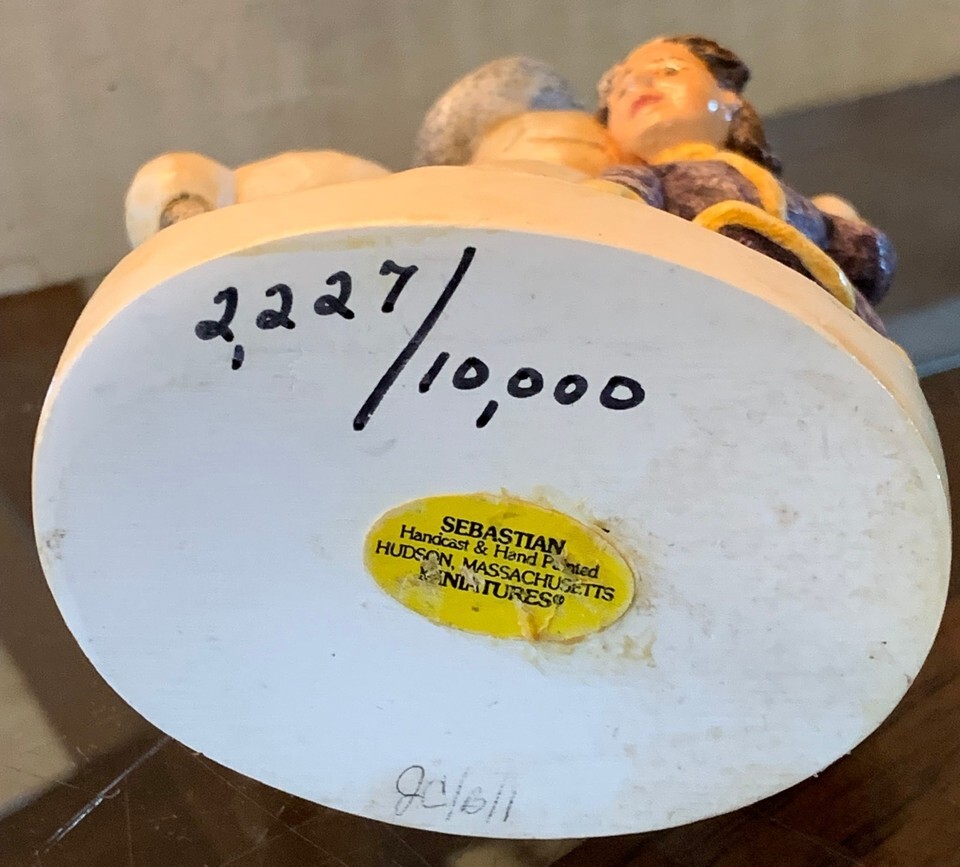 2,227/10,000
SEBASTIAN
Handcast & Hand Painted
HUDSON, MASSACHUSETTS
MINIATURES®